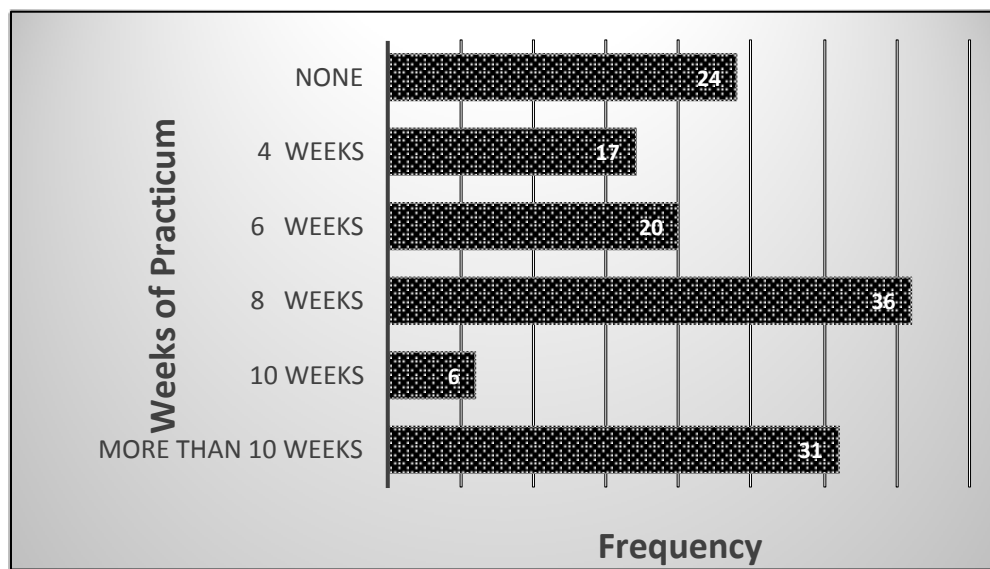 NONE
24
4 WEEKS
17
6 WEEKS
20
8 WEEKS
36
10 WEEKS
6
MORE THAN 10 WEEKS
31
Weeks of Practicum
Frequency